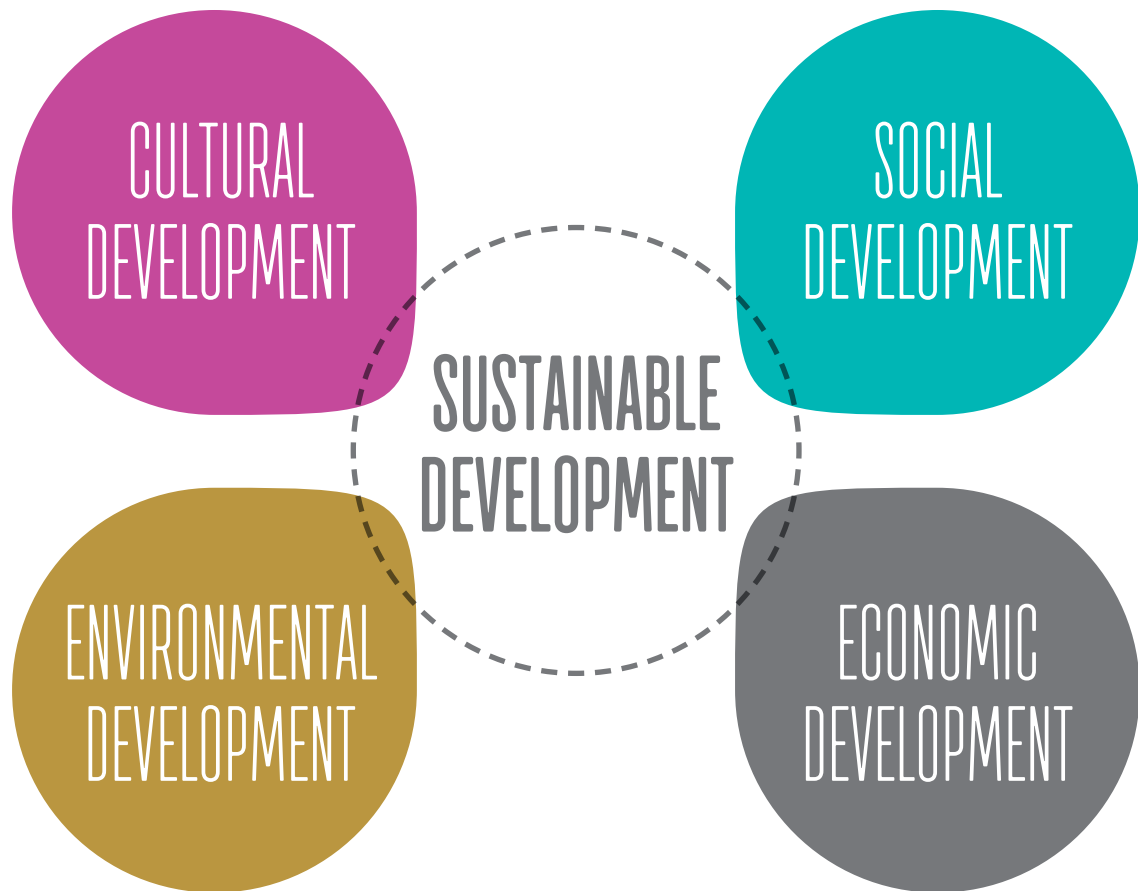 CULTURAL
DEVELOPMENT
SOCIAL
DEVELOPMENT
SUSTAINABLE
DEVELOPMENT
ENVIRONMENTAL
DEVELOPMENT
ECONOMIC
DEVELOPMENT